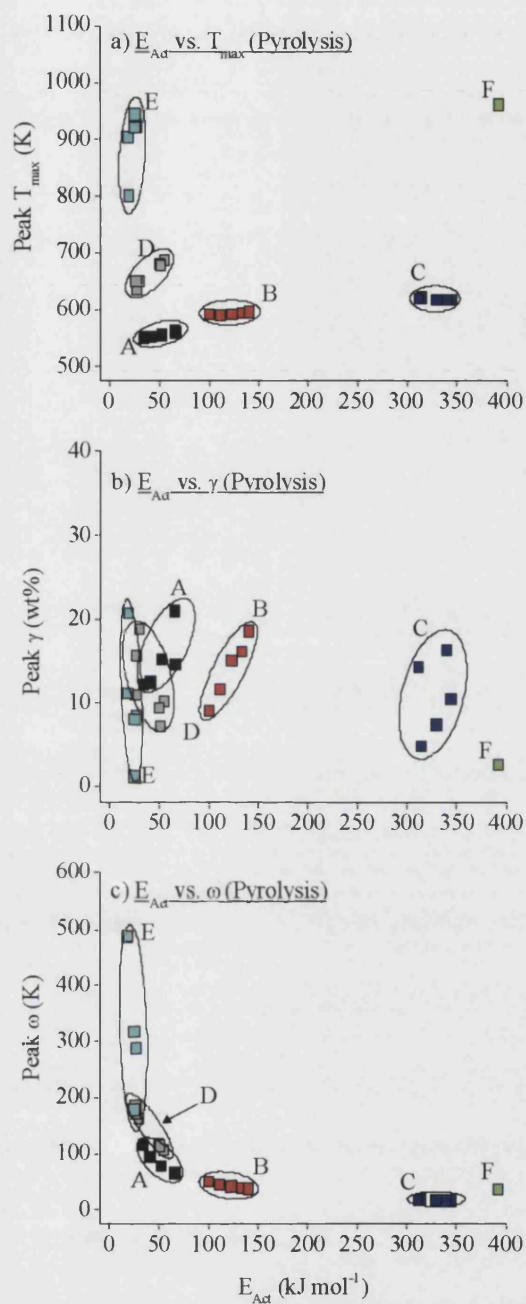 a) E_Act vs. T_max (Pyrolysis)
1100
1000
900
800
700
600
500
Peak T_max (K)
E
F
D
B
C
A
0 50 100 150 200 250 300 350 400
b) E_Act vs. γ (Pyrolysis)
40
30
20
10
0
Peak γ (wt%)
A
B
C
D
E
F
0 50 100 150 200 250 300 350 400
c) E_Act vs. ω (Pyrolysis)
600
500
400
300
200
100
0
Peak ω (K)
E
D
A
B
C
F
0 50 100 150 200 250 300 350 400
E_Act (kJ mol⁻¹)